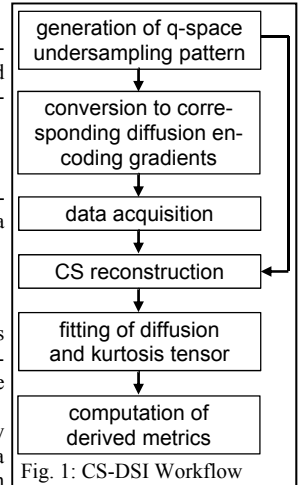 generation of q-space
undersampling pattern
d
conversion to corre-
sponding diffusion en-
coding gradients
data acquisition
a
CS reconstruction
s
fitting of diffusion
and kurtosis tensor
e
computation of
derived metrics
y
a
Fig. 1: CS-DSI Workflow